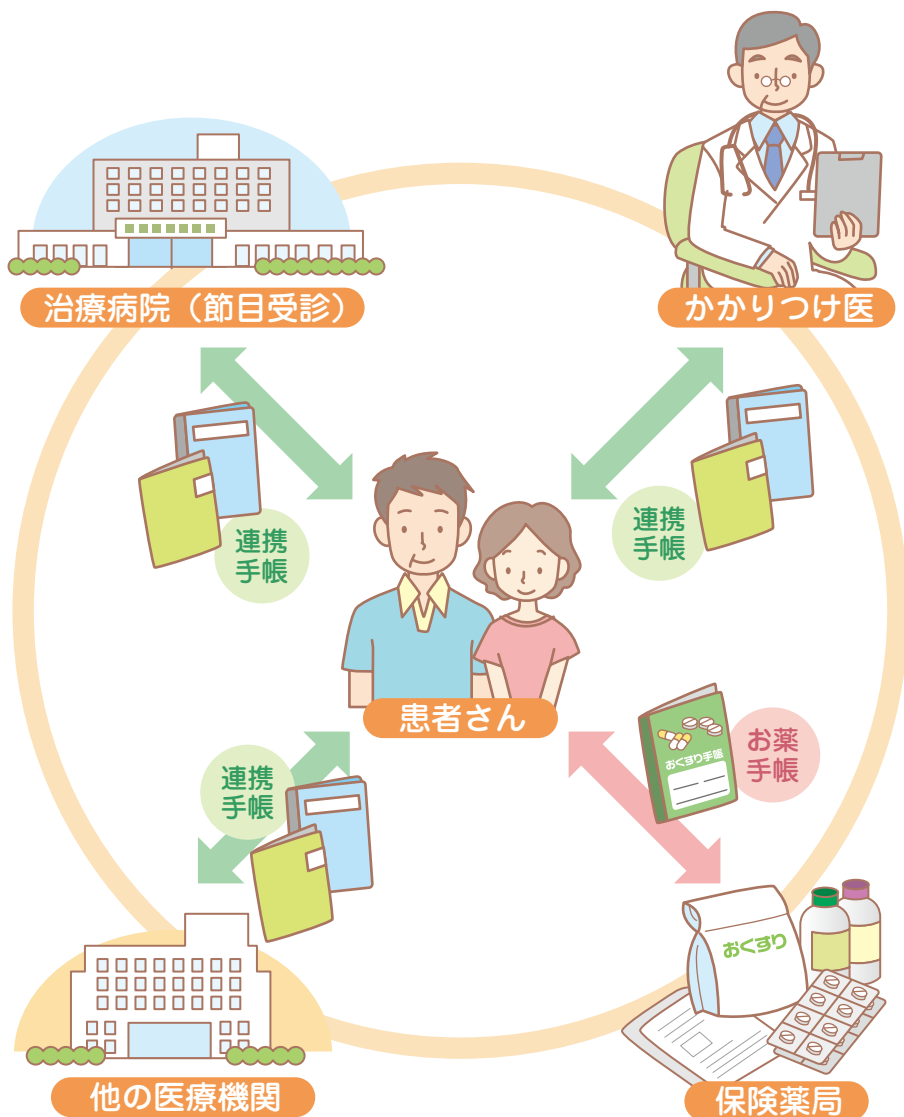 治療病院（節目受診）
かかりつけ医
連携
手帳
連携
手帳
患者さん
連携
手帳
おくすり手帳
お薬
手帳
おくすり
他の医療機関
保険薬局